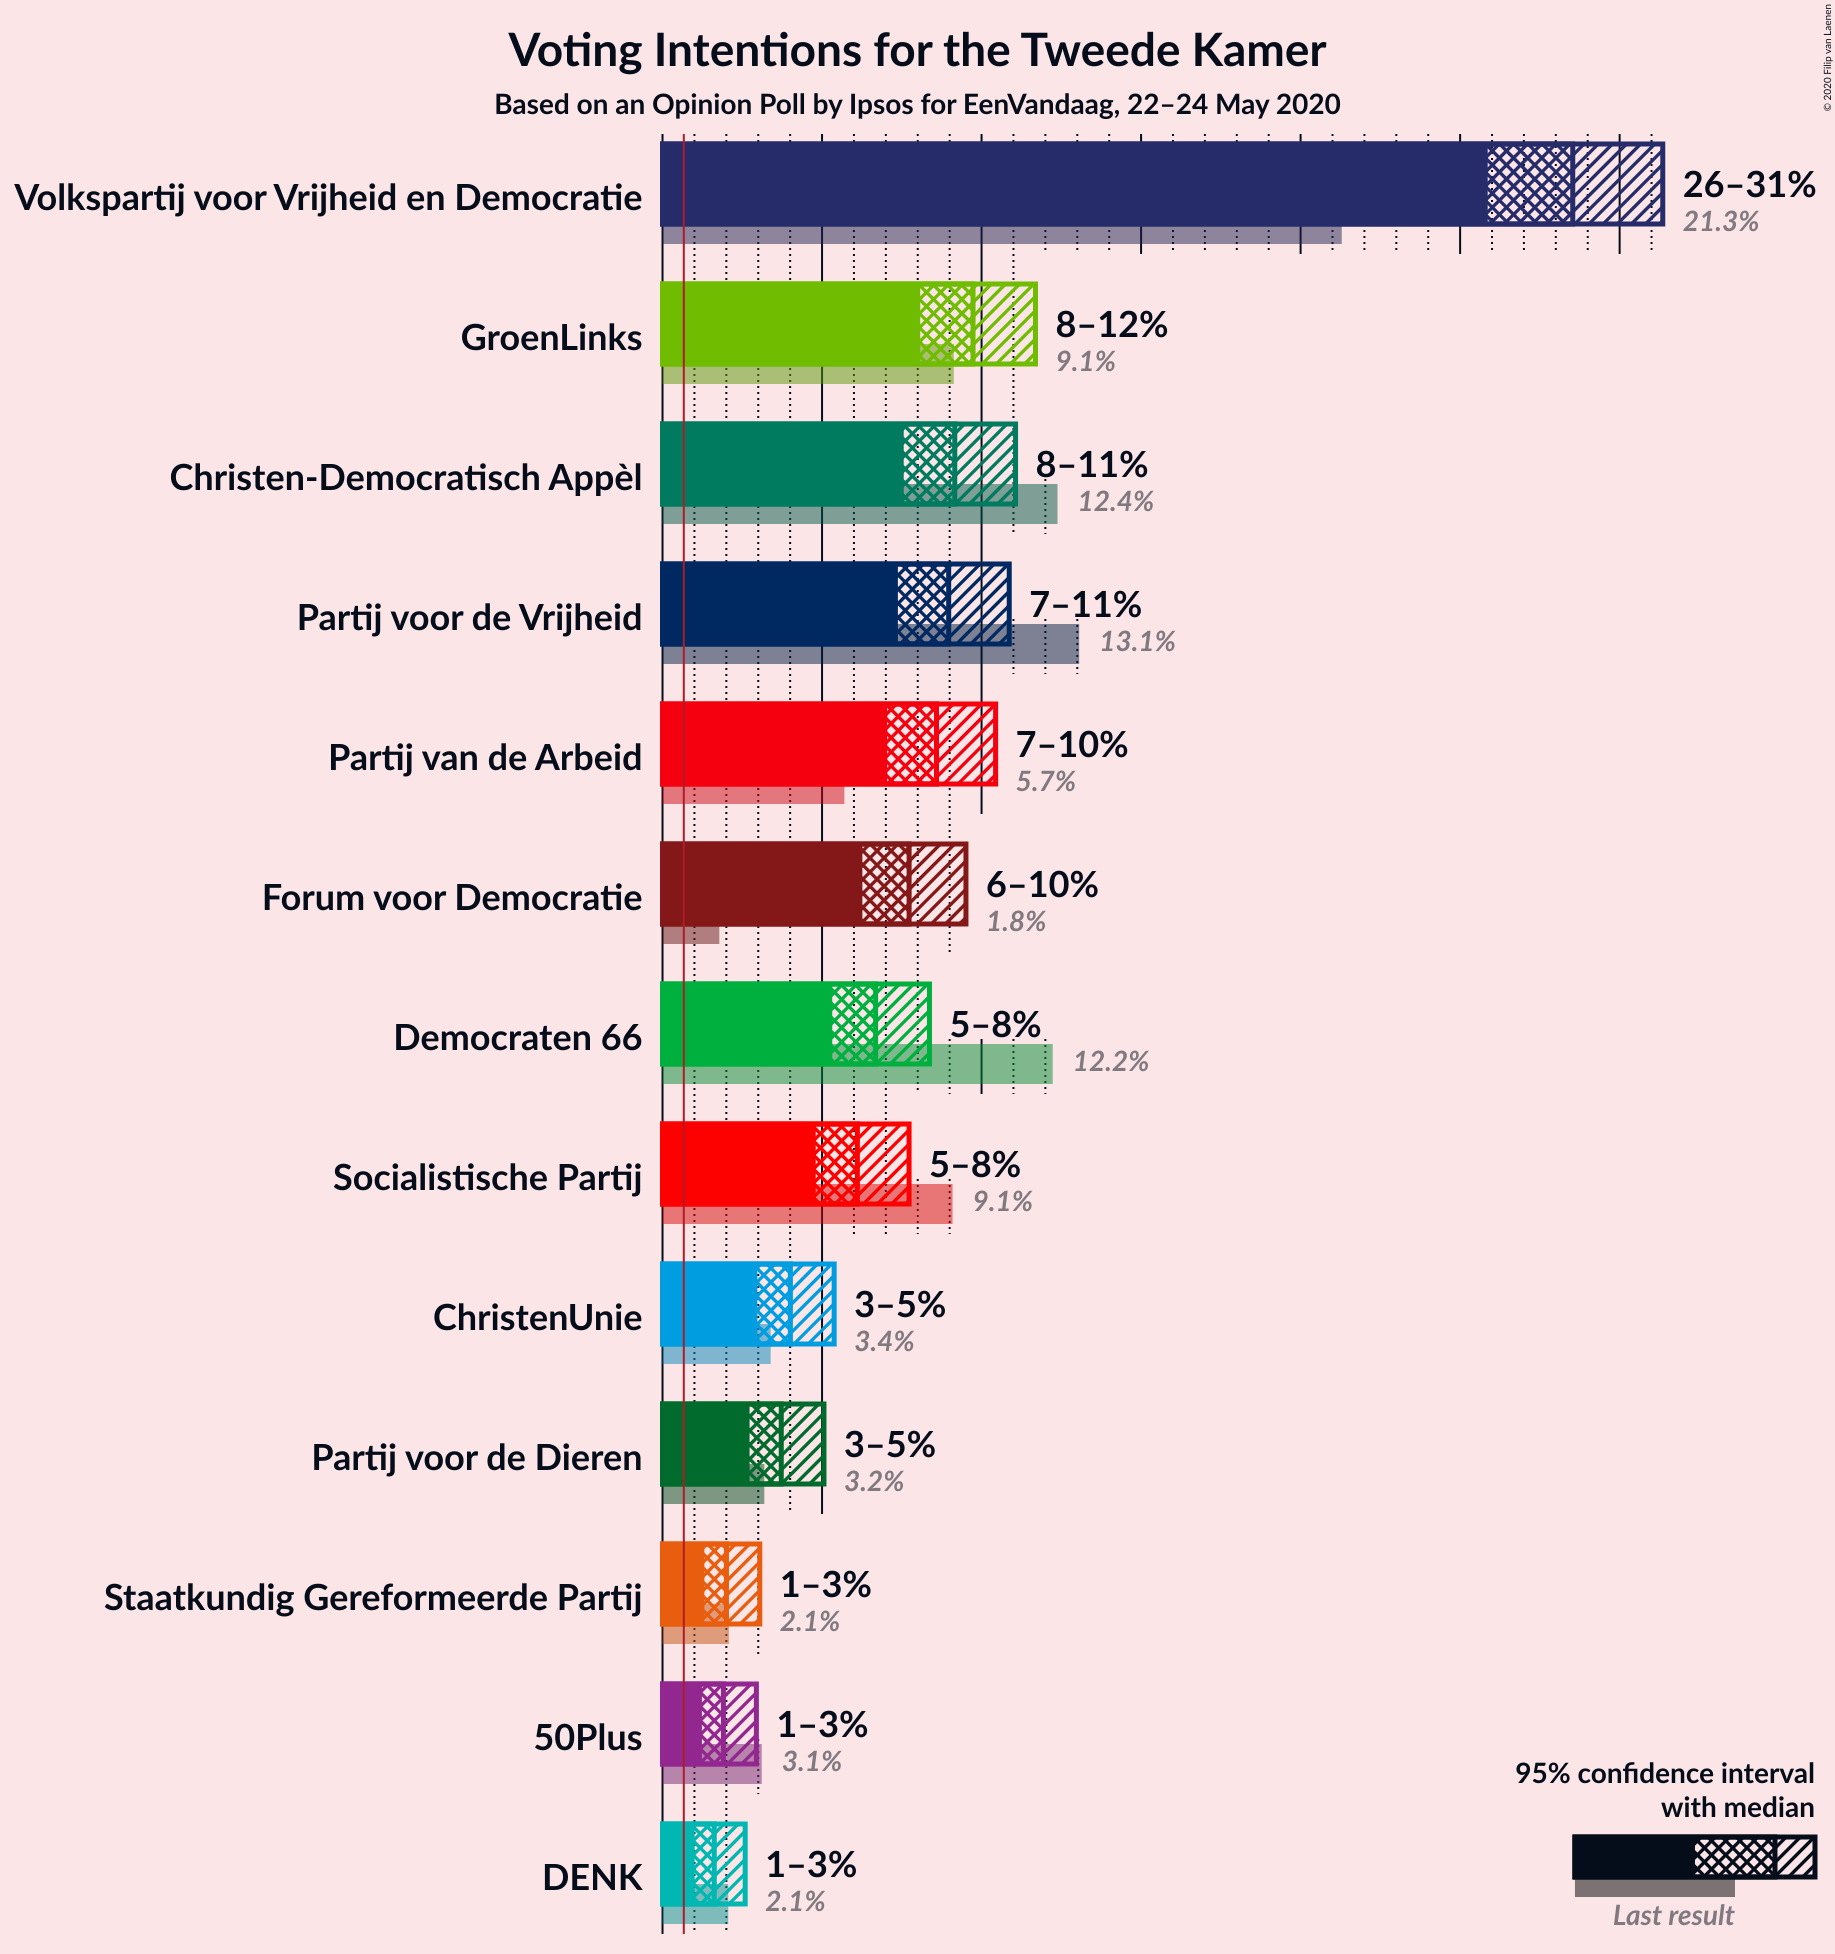 Voting Intentions for the Tweede Kamer
Based on an Opinion Poll by Ipsos for EenVandaag, 22–24 May 2020
© 2020 Filip van Laenen
Volkspartij voor Vrijheid en Democratie
26–31%
21.3%
GroenLinks
8–12%
9.1%
Christen-Democratisch Appèl
8–11%
12.4%
Partij voor de Vrijheid
7–11%
13.1%
Partij van de Arbeid
7–10%
5.7%
Forum voor Democratie
6–10%
1.8%
Democraten 66
5–8%
12.2%
Socialistische Partij
5–8%
9.1%
ChristenUnie
3–5%
3.4%
Partij voor de Dieren
3–5%
3.2%
Staatkundig Gereformeerde Partij
1–3%
2.1%
50Plus
1–3%
3.1%
DENK
1–3%
2.1%
95% confidence interval
with median
Last result